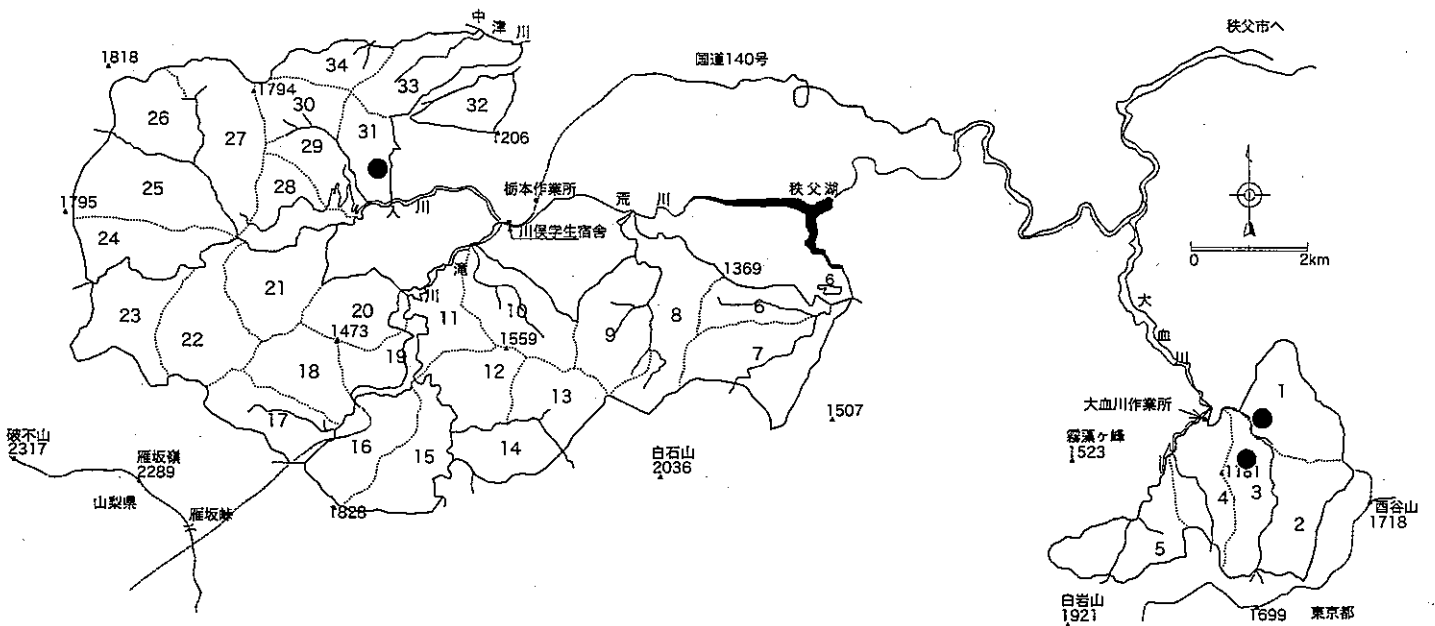 中津川
秩父市へ
国道140号
1818
34
33
1794
30
32
26
27
31
1206
29
25
28
栃本作業所
荒川
秩父湖
1795
入川
川俣学生宿舎
24
0 2km
滝川
1369
6
21
10
6
大血川
23
20
11
9
8
22
1473
1559
7
19
12
18
13
1
17
大血川作業所
1507
16
霧藻ヶ峰
1523
破不山
2317
雁坂嶺
2289
15
14
白石山
2036
1181
4
3
酉谷山
1718
山梨県
雁坂峠
1828
2
5
白岩山
1921
1699
東京都